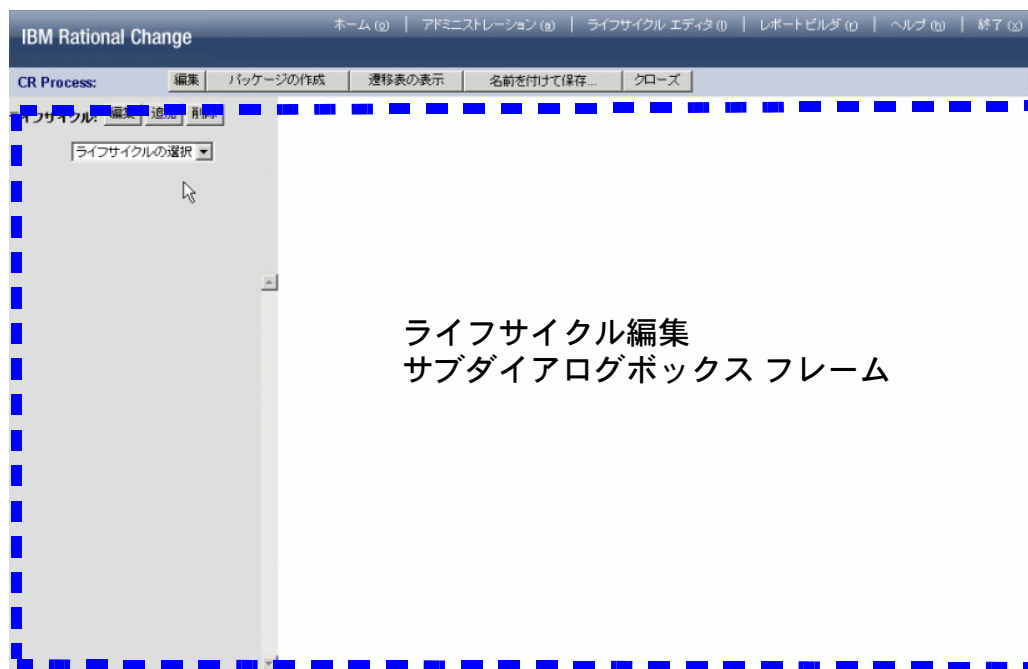 IBM Rational Change
ホーム (o) | アドミニストレーション (a) | ライフサイクル エディタ (l) | レポートビルダ (r) | ヘルプ (h) | 終了 (x)
CR Process: 編集 パッケージの作成 遷移表の表示 名前を付けて保存... クローズ
ライフサイクル: 編集 追加 削除
ライフサイクルの選択
ライフサイクル編集
サブダイアログボックス フレーム